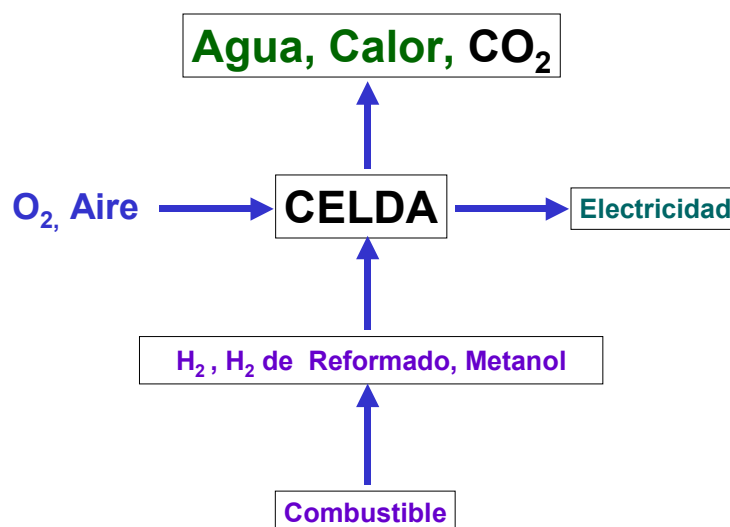 Agua, Calor, CO₂
O₂, Aire
CELDA
Electricidad
H₂ , H₂ de Reformado, Metanol
Combustible